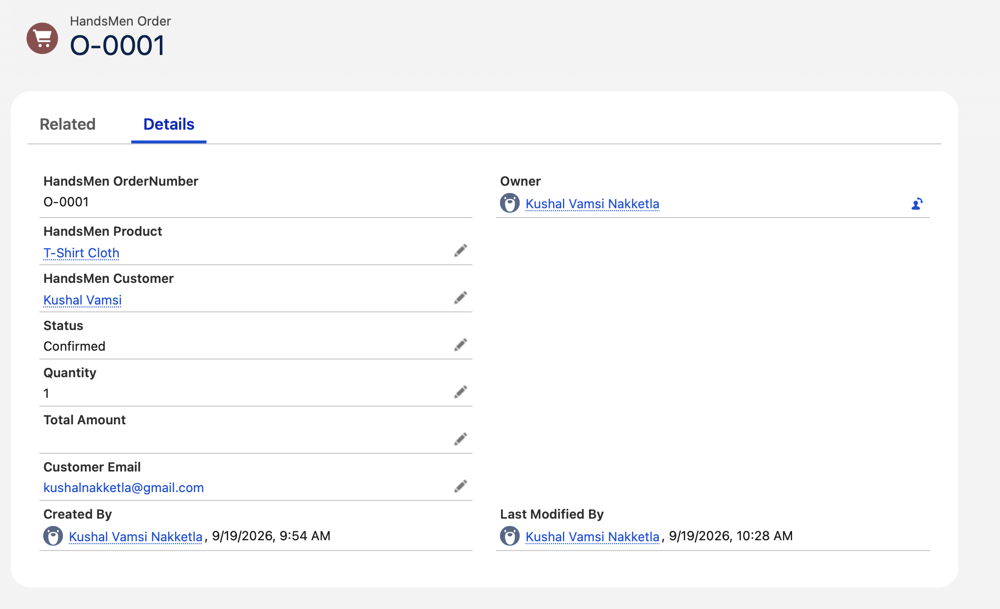 HandsMen Order
O-0001
Related
Details
HandsMen OrderNumber
O-0001
Owner
Kushal Vamsi Nakketla
HandsMen Product
T-Shirt Cloth
HandsMen Customer
Kushal Vamsi
Status
Confirmed
Quantity
1
Total Amount
Customer Email
kushalnakketla@gmail.com
Created By
Kushal Vamsi Nakketla, 9/19/2026, 9:54 AM
Last Modified By
Kushal Vamsi Nakketla, 9/19/2026, 10:28 AM